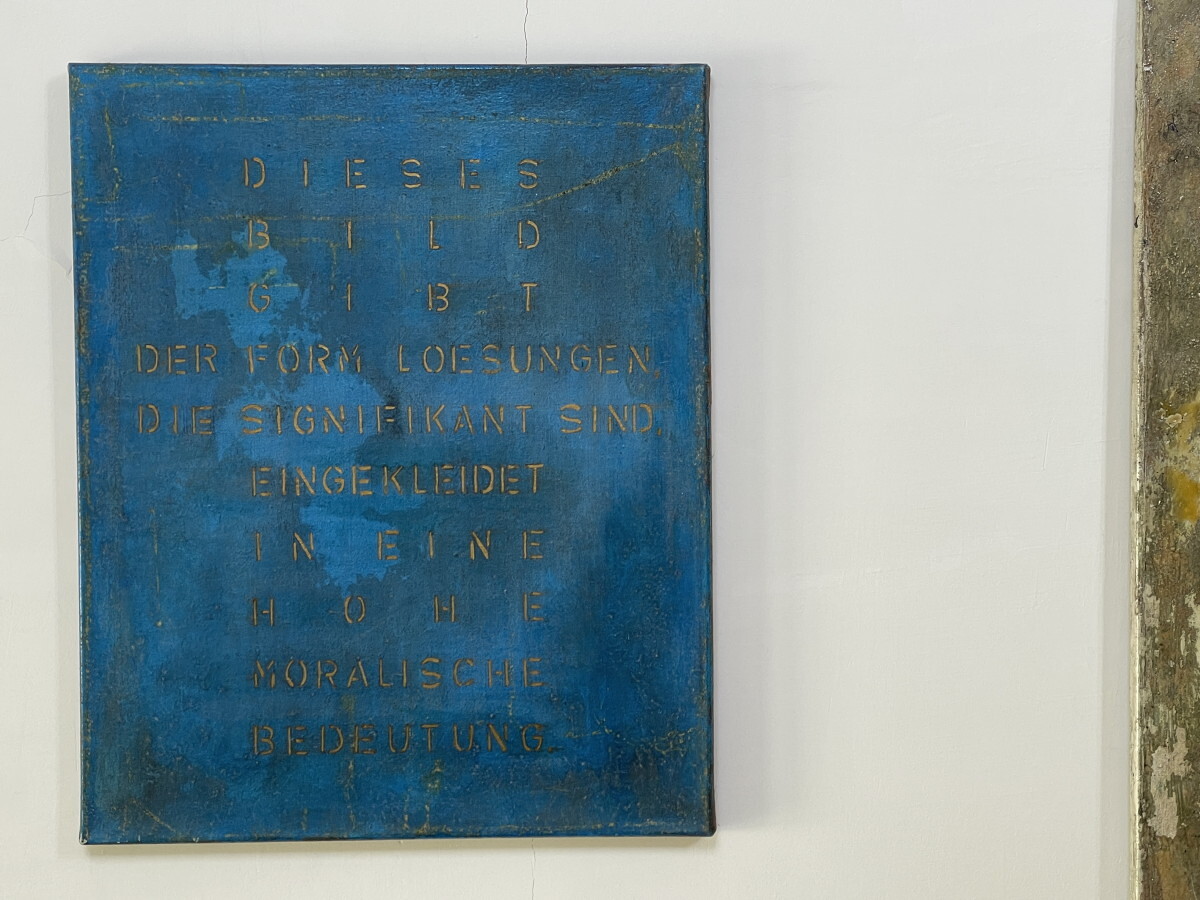 DIESES
BILD
GIBT
DER FORM LOESUNGEN,
DIE SIGNIFIKANT SIND,
EINGEKLEIDET
IN EINE
HOHE
MORALISCHE
BEDEUTUNG.